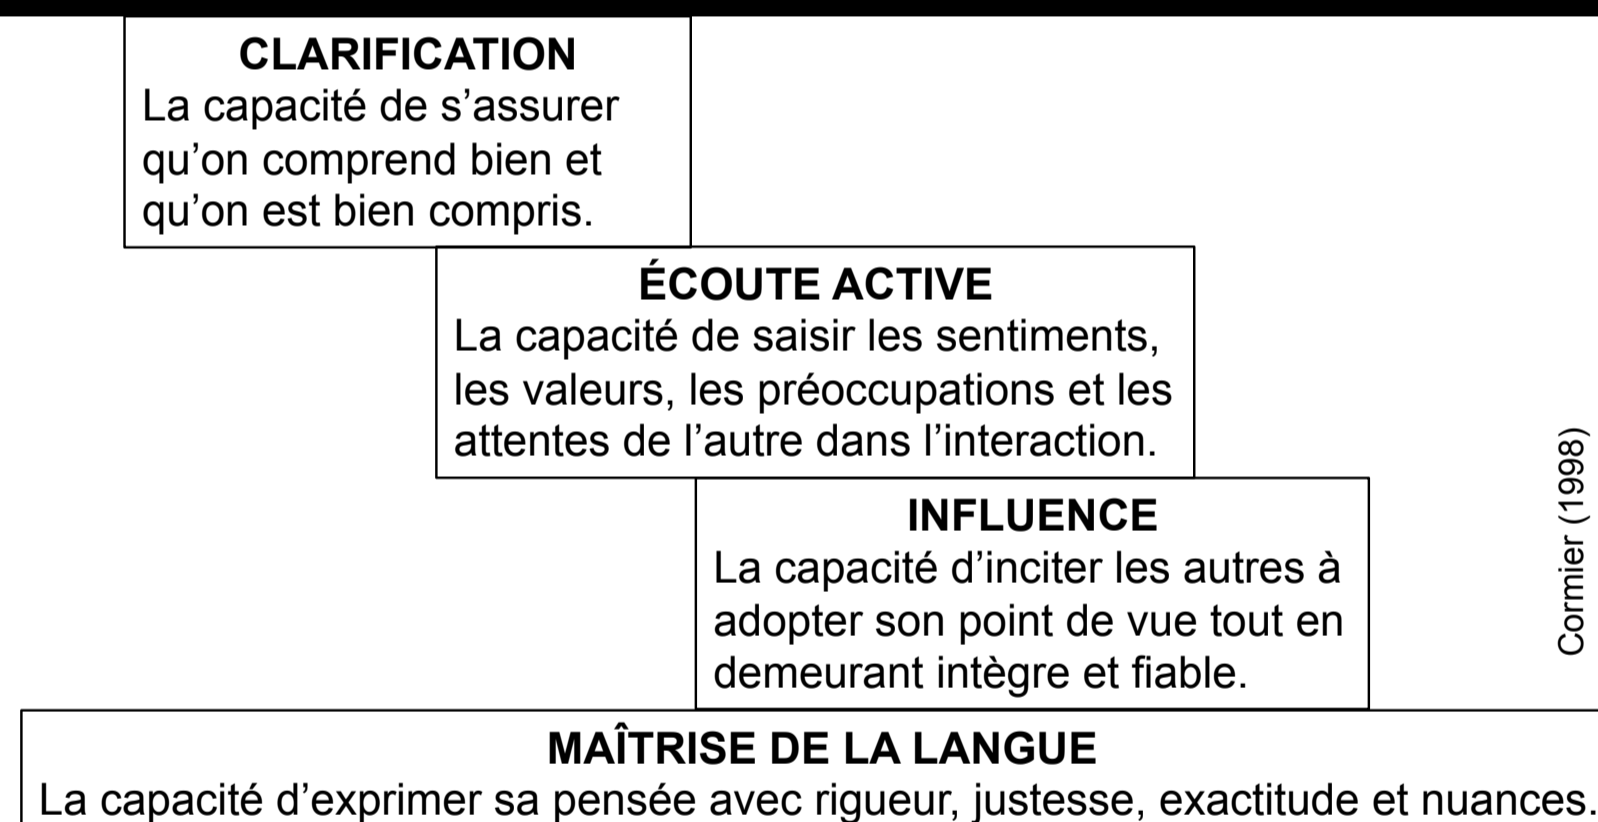 CLARIFICATION
La capacité de s’assurer
qu’on comprend bien et
qu’on est bien compris.
ÉCOUTE ACTIVE
La capacité de saisir les sentiments,
les valeurs, les préoccupations et les
attentes de l’autre dans l’interaction.
INFLUENCE
La capacité d’inciter les autres à
adopter son point de vue tout en
demeurant intègre et fiable.
Cormier (1998)
MAÎTRISE DE LA LANGUE
La capacité d’exprimer sa pensée avec rigueur, justesse, exactitude et nuances.